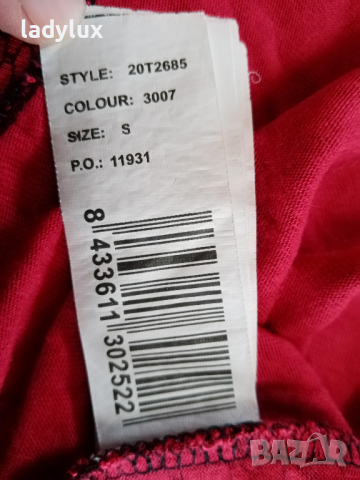 ladylux
STYLE: 20T2685
COLOUR: 3007
SIZE: S
P.O.: 11931
8 433611 302522
BAZAR